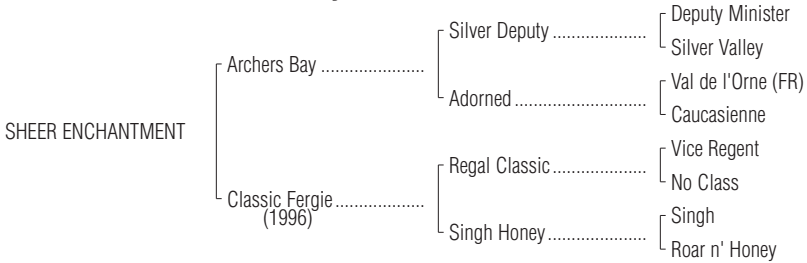 Deputy Minister
Silver Deputy ....................
Silver Valley
Archers Bay ......................
Val de l'Orne (FR)
Adorned ............................
Caucasienne
SHEER ENCHANTMENT
Vice Regent
Regal Classic ....................
No Class
Classic Fergie ...................
(1996)
Singh
Singh Honey .....................
Roar n' Honey